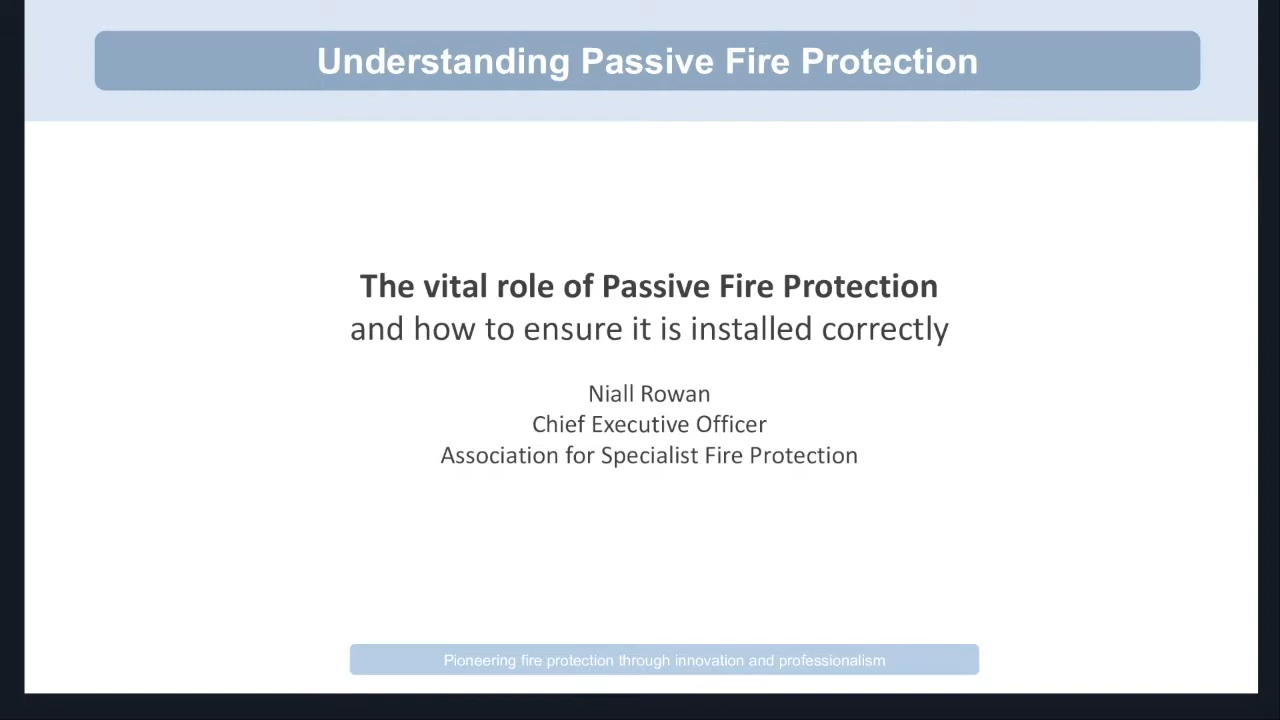 Understanding Passive Fire Protection
The vital role of Passive Fire Protection
and how to ensure it is installed correctly
Niall Rowan
Chief Executive Officer
Association for Specialist Fire Protection
Pioneering fire protection through innovation and professionalism